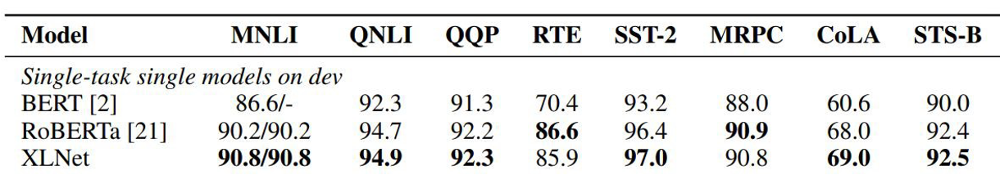 Model MNLI QNLI QQP RTE SST-2 MRPC CoLA STS-B
Single-task single models on dev
BERT [2] 86.6/- 92.3 91.3 70.4 93.2 88.0 60.6 90.0
RoBERTa [21] 90.2/90.2 94.7 92.2 86.6 96.4 90.9 68.0 92.4
XLNet 90.8/90.8 94.9 92.3 85.9 97.0 90.8 69.0 92.5